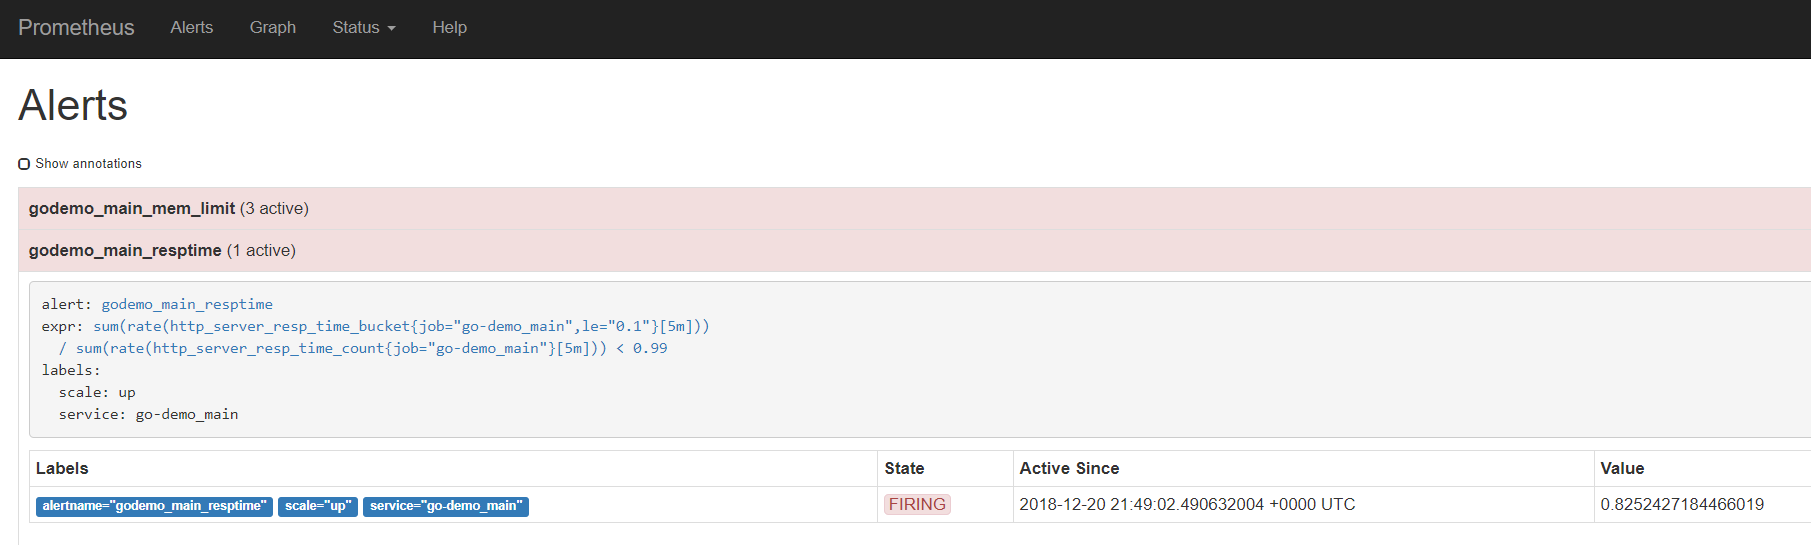 Prometheus Alerts Graph Status Help
Alerts
Show annotations
godemo_main_mem_limit (3 active)
godemo_main_resptime (1 active)
alert: godemo_main_resptime
expr: sum(rate(http_server_resp_time_bucket{job="go-demo_main",le="0.1"}[5m]))
  / sum(rate(http_server_resp_time_count{job="go-demo_main"}[5m])) < 0.99
labels:
  scale: up
  service: go-demo_main
Labels State Active Since Value
alertname="godemo_main_resptime" scale="up" service="go-demo_main" FIRING 2018-12-20 21:49:02.490632004 +0000 UTC 0.8252427184466019